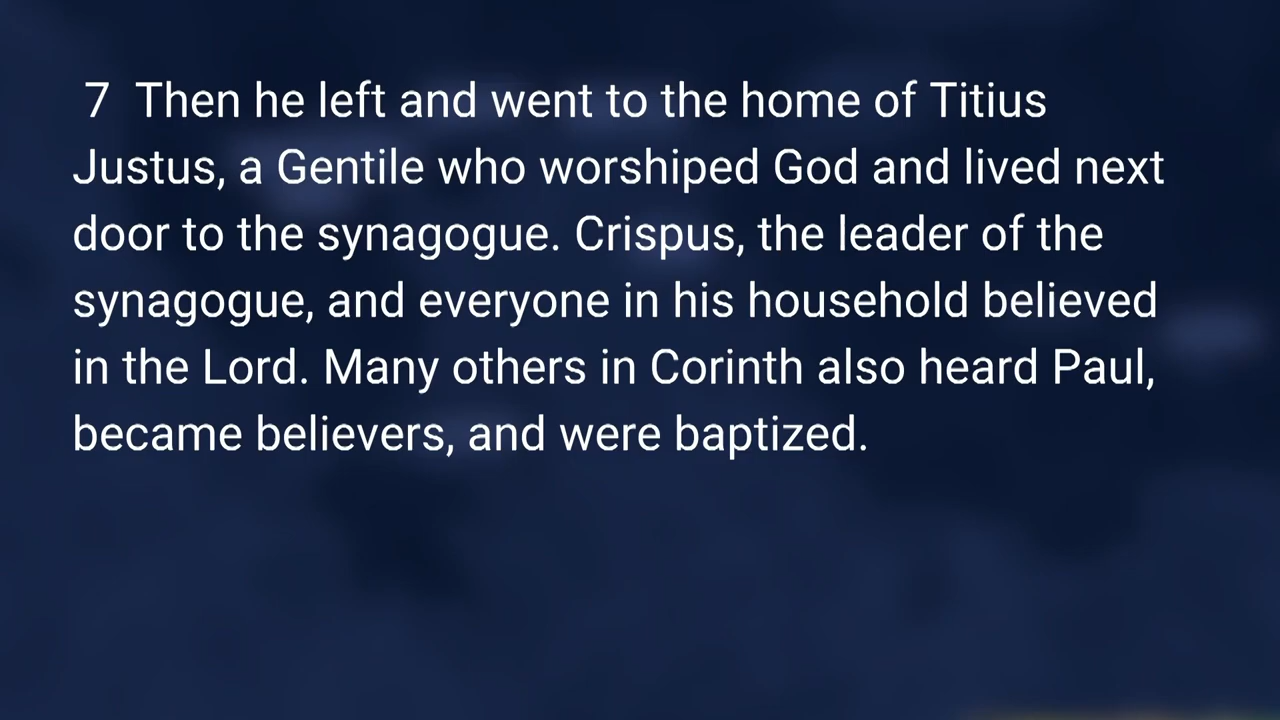 7 Then he left and went to the home of Titius
Justus, a Gentile who worshiped God and lived next
door to the synagogue. Crispus, the leader of the
synagogue, and everyone in his household believed
in the Lord. Many others in Corinth also heard Paul,
became believers, and were baptized.